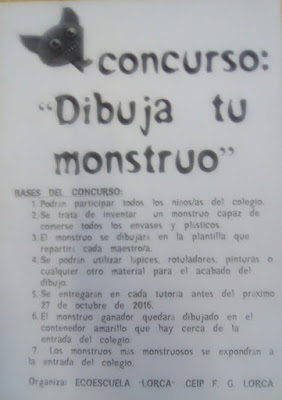 concurso:
"Dibuja tu
monstruo"
BASES DEL CONCURSO:
1. Podrán participar todos los niños/as del colegio.
2. Se trata de inventar un monstruo capaz de
comerse todos los envases y plásticos.
3. El monstruo se dibujará en la plantilla que
repartirá cada maestro/a.
4. Se podrán utilizar lápices, rotuladores, pinturas o
cualquier otro material para el acabado del
dibujo.
5. Se entregarán en cada tutoría antes del próximo
27 de octubre de 2016.
6. El monstruo ganador quedará dibujado en el
contenedor amarillo que hay cerca de la
entrada del colegio.
7. Los monstruos más monstruosos se expondrán a
la entrada del colegio.
Organiza: ECOESCUELA "LORCA" .CEIP F. G. LORCA